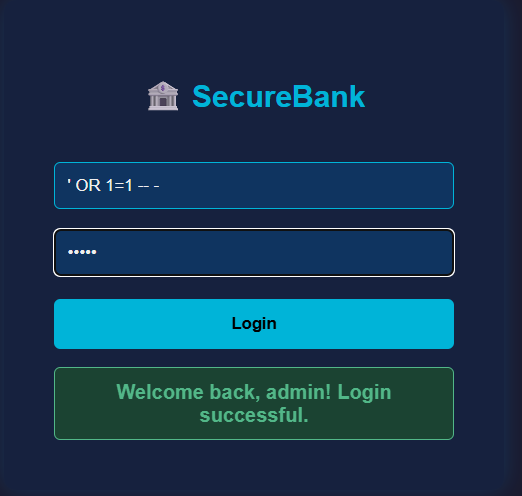 SecureBank
' OR 1=1 -- -
•••••
Login
Welcome back, admin! Login
successful.